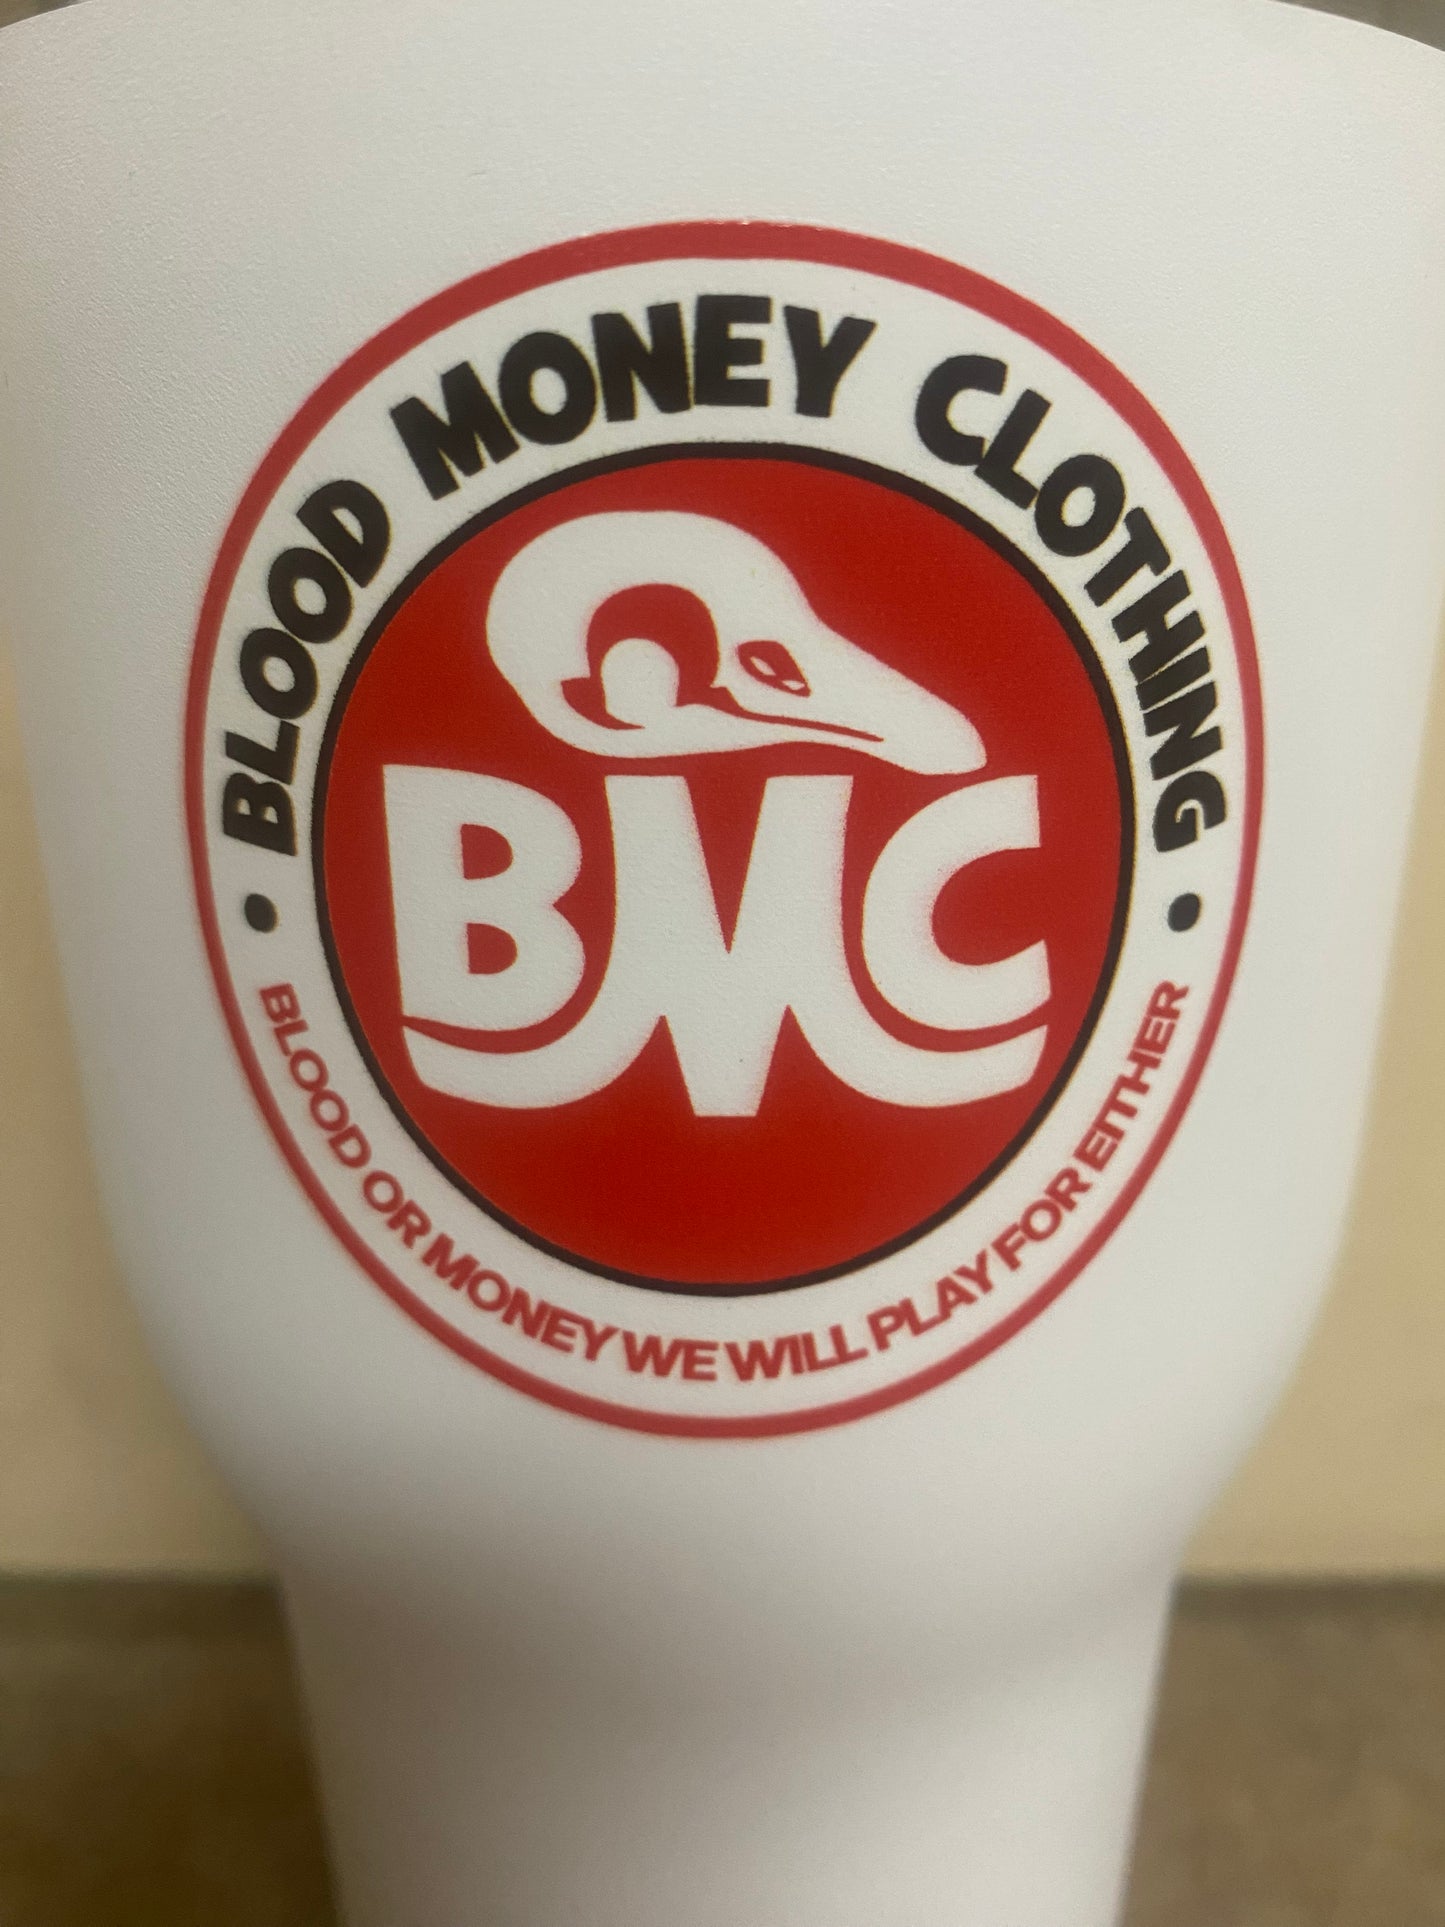 BLOOD MONEY CLOTHING
BMC
BLOOD OR MONEY WE WILL PLAY FOR EITHER